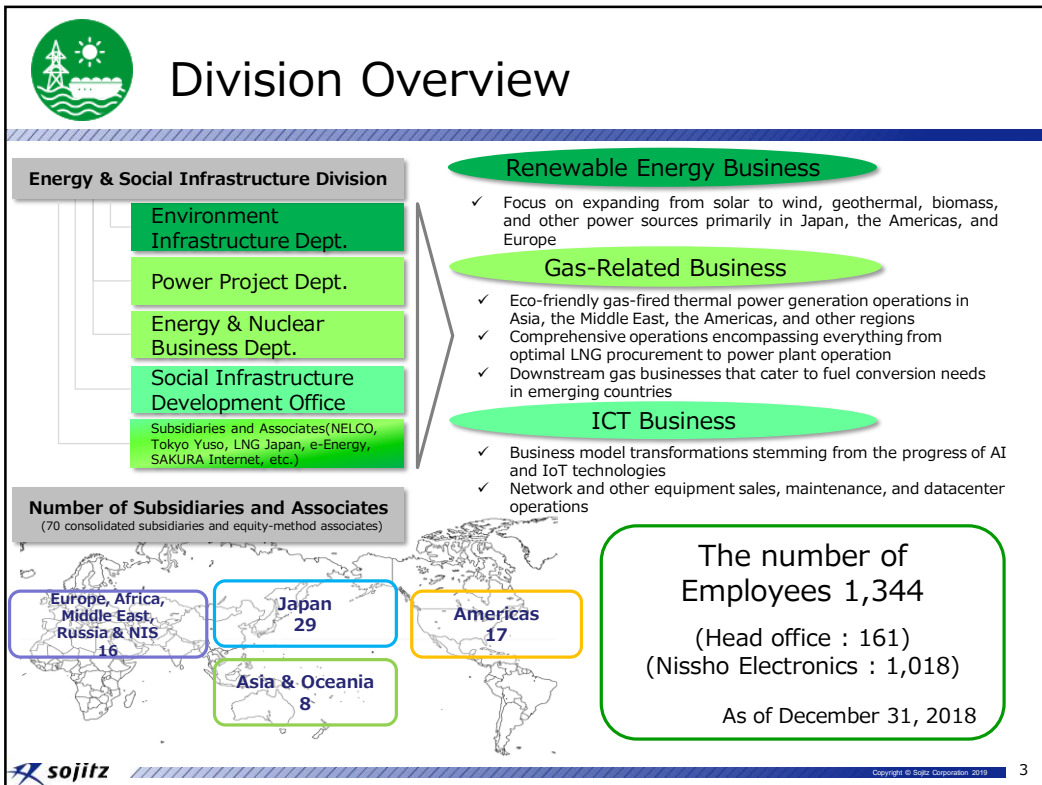 Division Overview
Energy & Social Infrastructure Division
Environment
Infrastructure Dept.
Power Project Dept.
Energy & Nuclear
Business Dept.
Social Infrastructure
Development Office
Subsidiaries and Associates(NELCO,
Tokyo Yuso, LNG Japan, e-Energy,
SAKURA Internet, etc.)
Renewable Energy Business
✓ Focus on expanding from solar to wind, geothermal, biomass,
and other power sources primarily in Japan, the Americas, and
Europe
Gas-Related Business
✓ Eco-friendly gas-fired thermal power generation operations in
Asia, the Middle East, the Americas, and other regions
✓ Comprehensive operations encompassing everything from
optimal LNG procurement to power plant operation
✓ Downstream gas businesses that cater to fuel conversion needs
in emerging countries
ICT Business
✓ Business model transformations stemming from the progress of AI
and IoT technologies
✓ Network and other equipment sales, maintenance, and datacenter
operations
Number of Subsidiaries and Associates
(70 consolidated subsidiaries and equity-method associates)
Europe, Africa,
Middle East,
Russia & NIS
16
Japan
29
Americas
17
Asia & Oceania
8
The number of
Employees 1,344
(Head office : 161)
(Nissho Electronics : 1,018)
As of December 31, 2018
sojitz
Copyright © Sojitz Corporation 2019
3